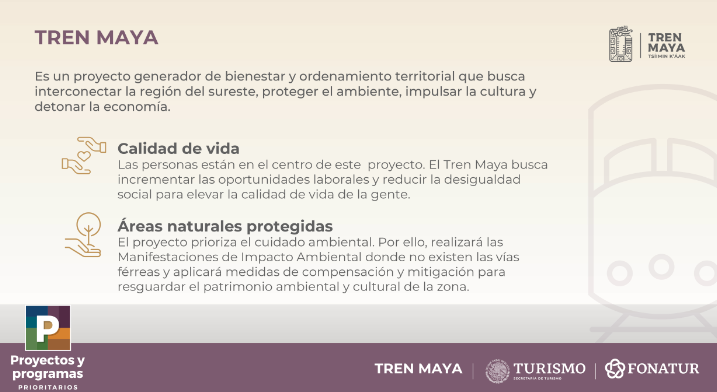 TREN MAYA
TREN
MAYA
TSÍIMIN K'ÁAK
Es un proyecto generador de bienestar y ordenamiento territorial que busca
interconectar la región del sureste, proteger el ambiente, impulsar la cultura y
detonar la economía.
Calidad de vida
Las personas están en el centro de este proyecto. El Tren Maya busca
incrementar las oportunidades laborales y reducir la desigualdad
social para elevar la calidad de vida de la gente.
Áreas naturales protegidas
El proyecto prioriza el cuidado ambiental. Por ello, realizará las
Manifestaciones de Impacto Ambiental donde no existen las vías
férreas y aplicará medidas de compensación y mitigación para
resguardar el patrimonio ambiental y cultural de la zona.
P
Proyectos y
programas
PRIORITARIOS
TREN MAYA
TURISMO
SECRETARÍA DE TURISMO
FONATUR